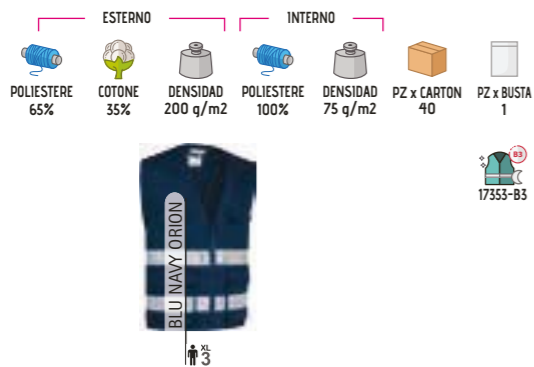 ESTERNO
INTERNO
POLIESTERE
65%
COTONE
35%
DENSIDAD
200 g/m2
POLIESTERE
100%
DENSIDAD
75 g/m2
PZ x CARTON
40
PZ x BUSTA
1
B3
17353-B3
BLU NAVY ORION
XL
3